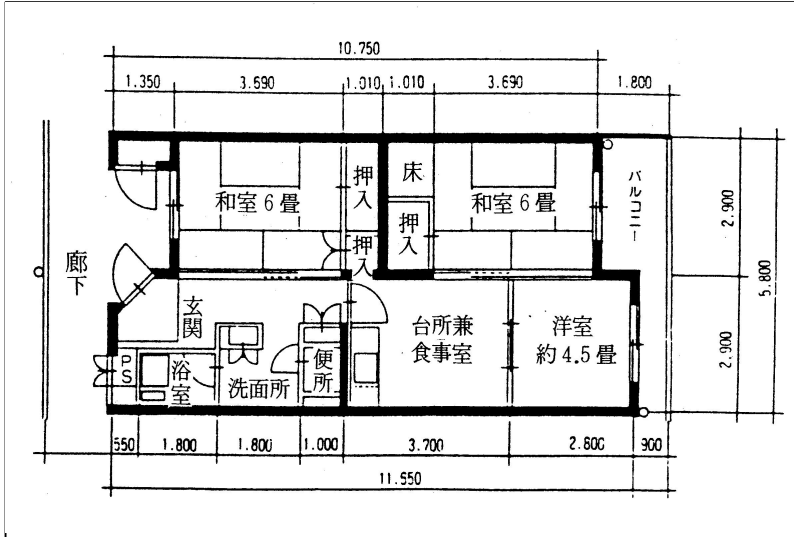 10.750
1.350
3.590
1.010
1.010
3.690
1.800
押入
床
和室 6 畳
和室 6 畳
バルコニー
2.900
押入
押入
廊下
5.800
玄関
台所兼
食事室
洋室
約 4.5 畳
2.900
PS
浴室
洗面所
便所
550
1.800
1.800
1.000
3.700
2.800
900
11.550